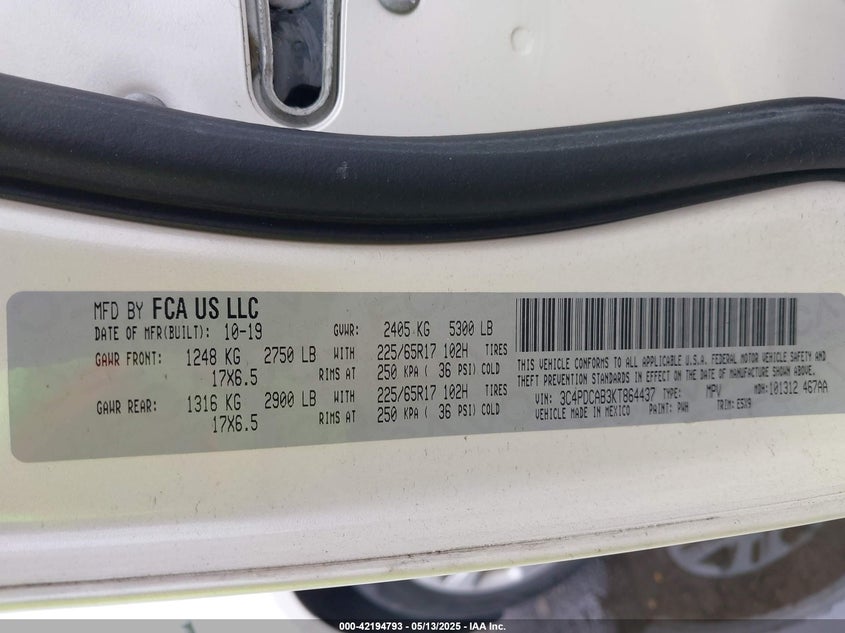 MFD BY FCA US LLC
DATE OF MFR(BUILT): 10-19 GVWR: 2405 KG 5300 LB
GAWR FRONT: 1248 KG 2750 LB WITH 225/65R17 102H TIRES
17X6.5 RIMS AT 250 KPA ( 36 PSI) COLD
GAWR REAR: 1316 KG 2900 LB WITH 225/65R17 102H TIRES
17X6.5 RIMS AT 250 KPA ( 36 PSI) COLD
THIS VEHICLE CONFORMS TO ALL APPLICABLE U.S.A. FEDERAL MOTOR VEHICLE SAFETY AND
THEFT PREVENTION STANDARDS IN EFFECT ON THE DATE OF MANUFACTURE SHOWN ABOVE.
VIN: 3C4PDCAB3KT864437 TYPE: MPV MDH: 101312 467AA
VEHICLE MADE IN MEXICO PAINT: PWH TRIM: E5X9
000-42194793 - 05/13/2025 - IAA Inc.